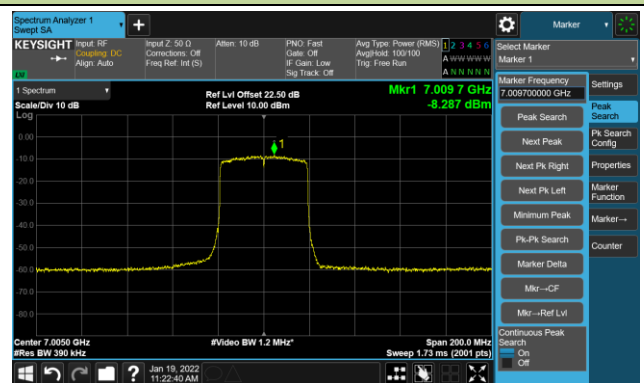 Spectrum Analyzer 1
Swept SA
Marker
KEYSIGHT
Input: RF
Coupling: DC
Align: Auto
Input Z: 50 Ω
Corrections: Off
Freq Ref: Int (S)
Atten: 10 dB
PNO: Fast
Gate: Off
IF Gain: Low
Sig Track: Off
Avg Type: Power (RMS)
Avg|Hold: 100/100
Trig: Free Run
1 2 3 4 5 6
A W W W W W
A N N N N N
LW
Select Marker
Marker 1
1 Spectrum
Scale/Div 10 dB
Ref Lvl Offset 22.50 dB
Ref Level 10.00 dBm
Mkr1 7.009 7 GHz
-8.287 dBm
Log
0.00
-10.0
-20.0
-30.0
-40.0
-50.0
-60.0
-70.0
-80.0
1
Center 7.0050 GHz
#Res BW 390 kHz
#Video BW 1.2 MHz*
Span 200.0 MHz
Sweep 1.73 ms (2001 pts)
Marker Frequency
7.009700000 GHz
Peak Search
Next Peak
Next Pk Right
Next Pk Left
Minimum Peak
Pk-Pk Search
Marker Delta
Mkr→CF
Mkr→Ref Lvl
Continuous Peak
Search
On
Off
Settings
Peak
Search
Pk Search
Config
Properties
Marker
Function
Marker→
Counter
?
Jan 19, 2022
11:22:40 AM